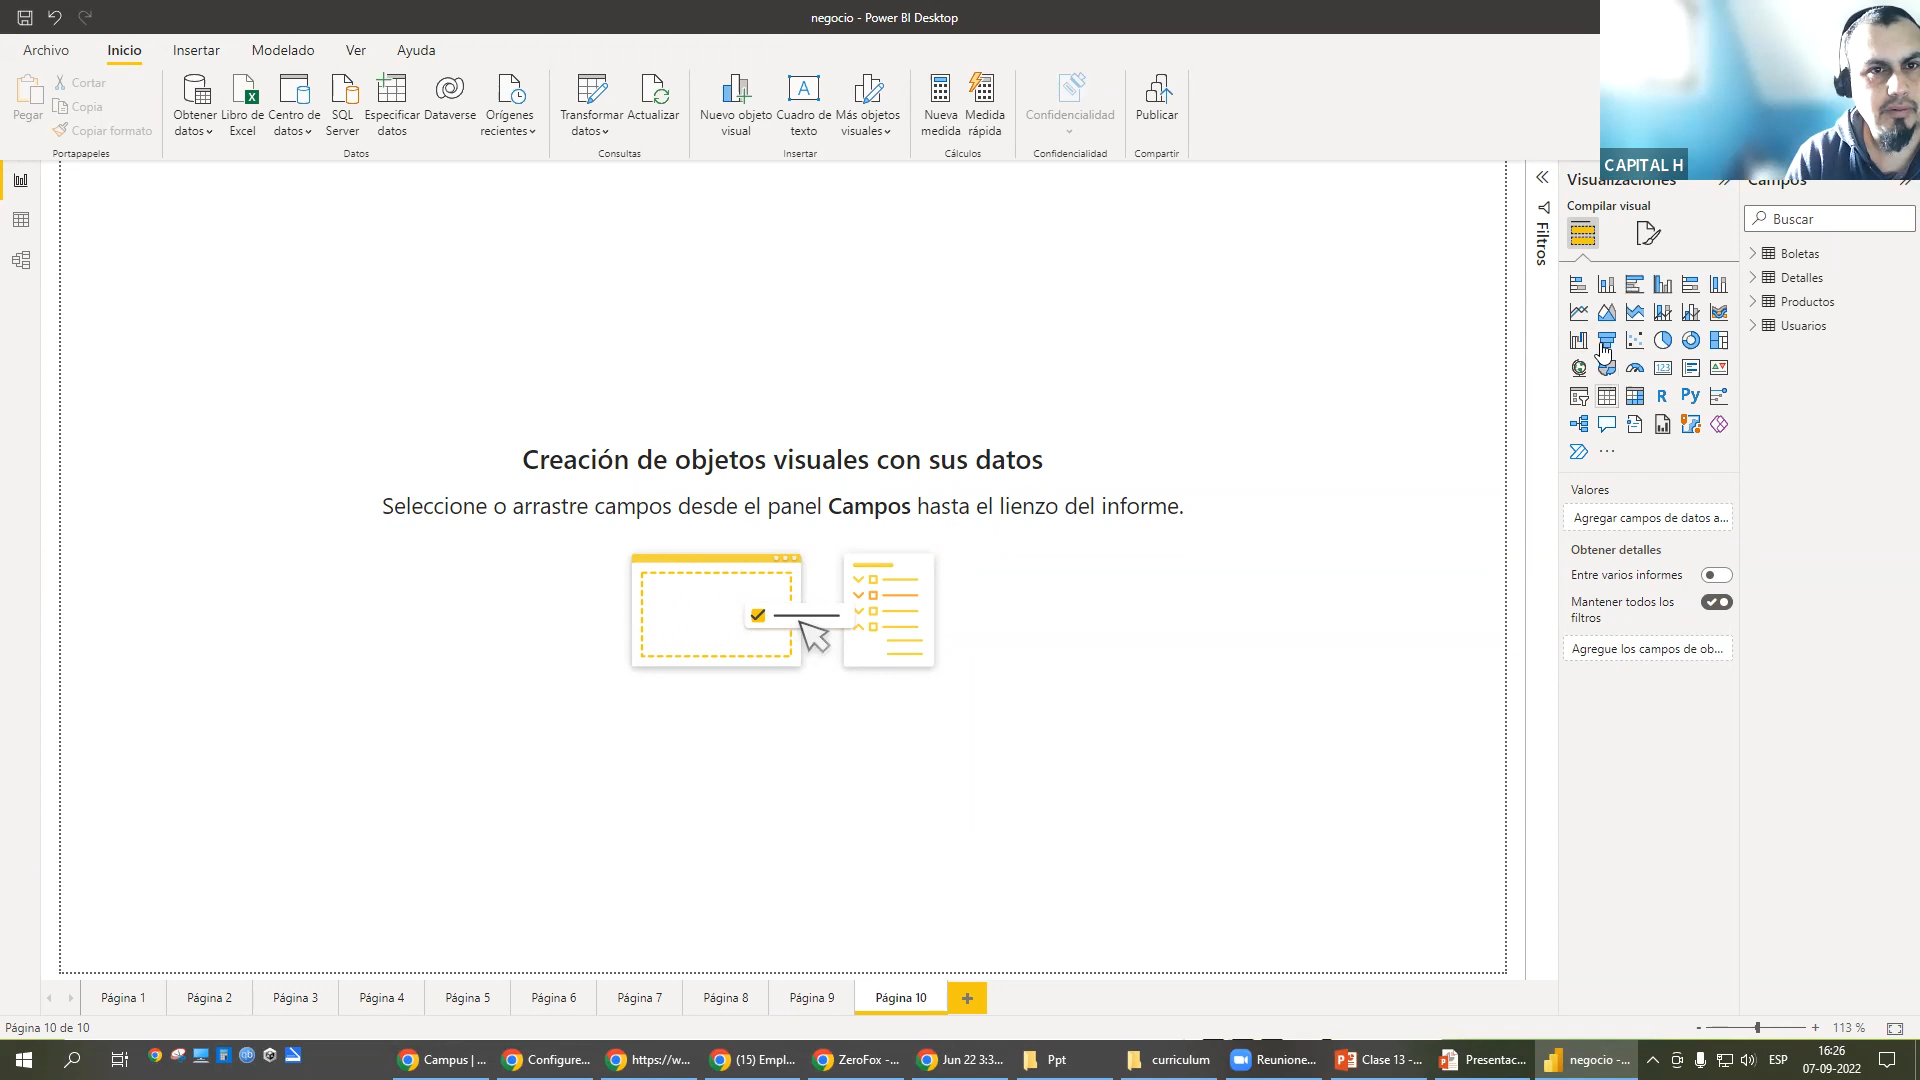 negocio - Power BI Desktop
Archivo
Inicio
Insertar
Modelado
Ver
Ayuda
Pegar
Cortar
Copia
Copiar formato
Portapapeles
Obtener datos
Libro de Excel
Centro de datos
SQL Server
Especificar datos
Dataverse
Orígenes recientes
Datos
Transformar datos
Actualizar
Consultas
Nuevo objeto visual
Cuadro de texto
Más objetos visuales
Insertar
Nueva medida
Medida rápida
Cálculos
Confidencialidad
Confidencialidad
Publicar
Compartir
CAPITAL H
Filtros
Visualizaciones
Compilar visual
123
R
Py
Valores
Agregar campos de datos a...
Obtener detalles
Entre varios informes
Mantener todos los
filtros
Agregue los campos de ob...
Campos
Buscar
Boletas
Detalles
Productos
Usuarios
Creación de objetos visuales con sus datos
Seleccione o arrastre campos desde el panel Campos hasta el lienzo del informe.
Página 1
Página 2
Página 3
Página 4
Página 5
Página 6
Página 7
Página 8
Página 9
Página 10
+
Página 10 de 10
- + 113 %
Campus | ...
Configure...
https://w...
(15) Empl...
ZeroFox -...
Jun 22 3:3...
Ppt
curriculum
Reunione...
Clase 13 -...
Presentac...
negocio -...
ESP
16:26
07-09-2022